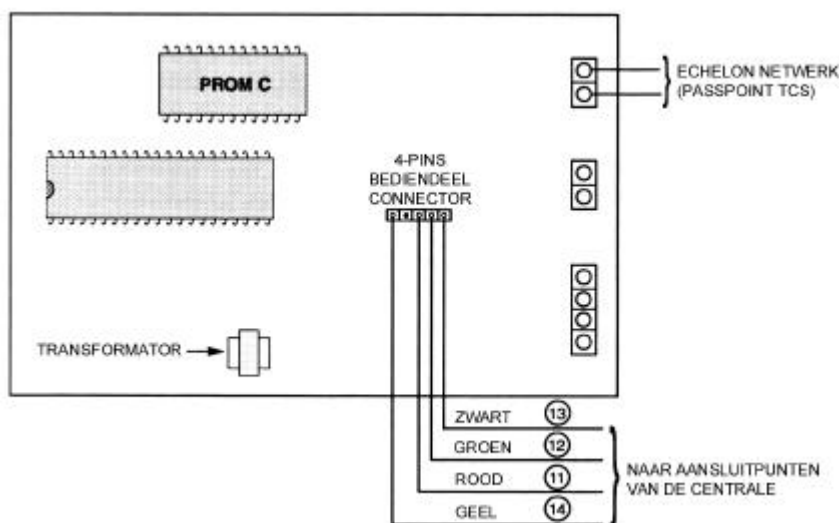 PROM C
ECHELON NETWERK
(PASSPOINT TCS)
4-PINS
BEDIENDEEL
CONNECTOR
TRANSFORMATOR
ZWART 13
GROEN 12
ROOD 11
GEEL 14
NAAR AANSLUITPUNTEN
VAN DE CENTRALE